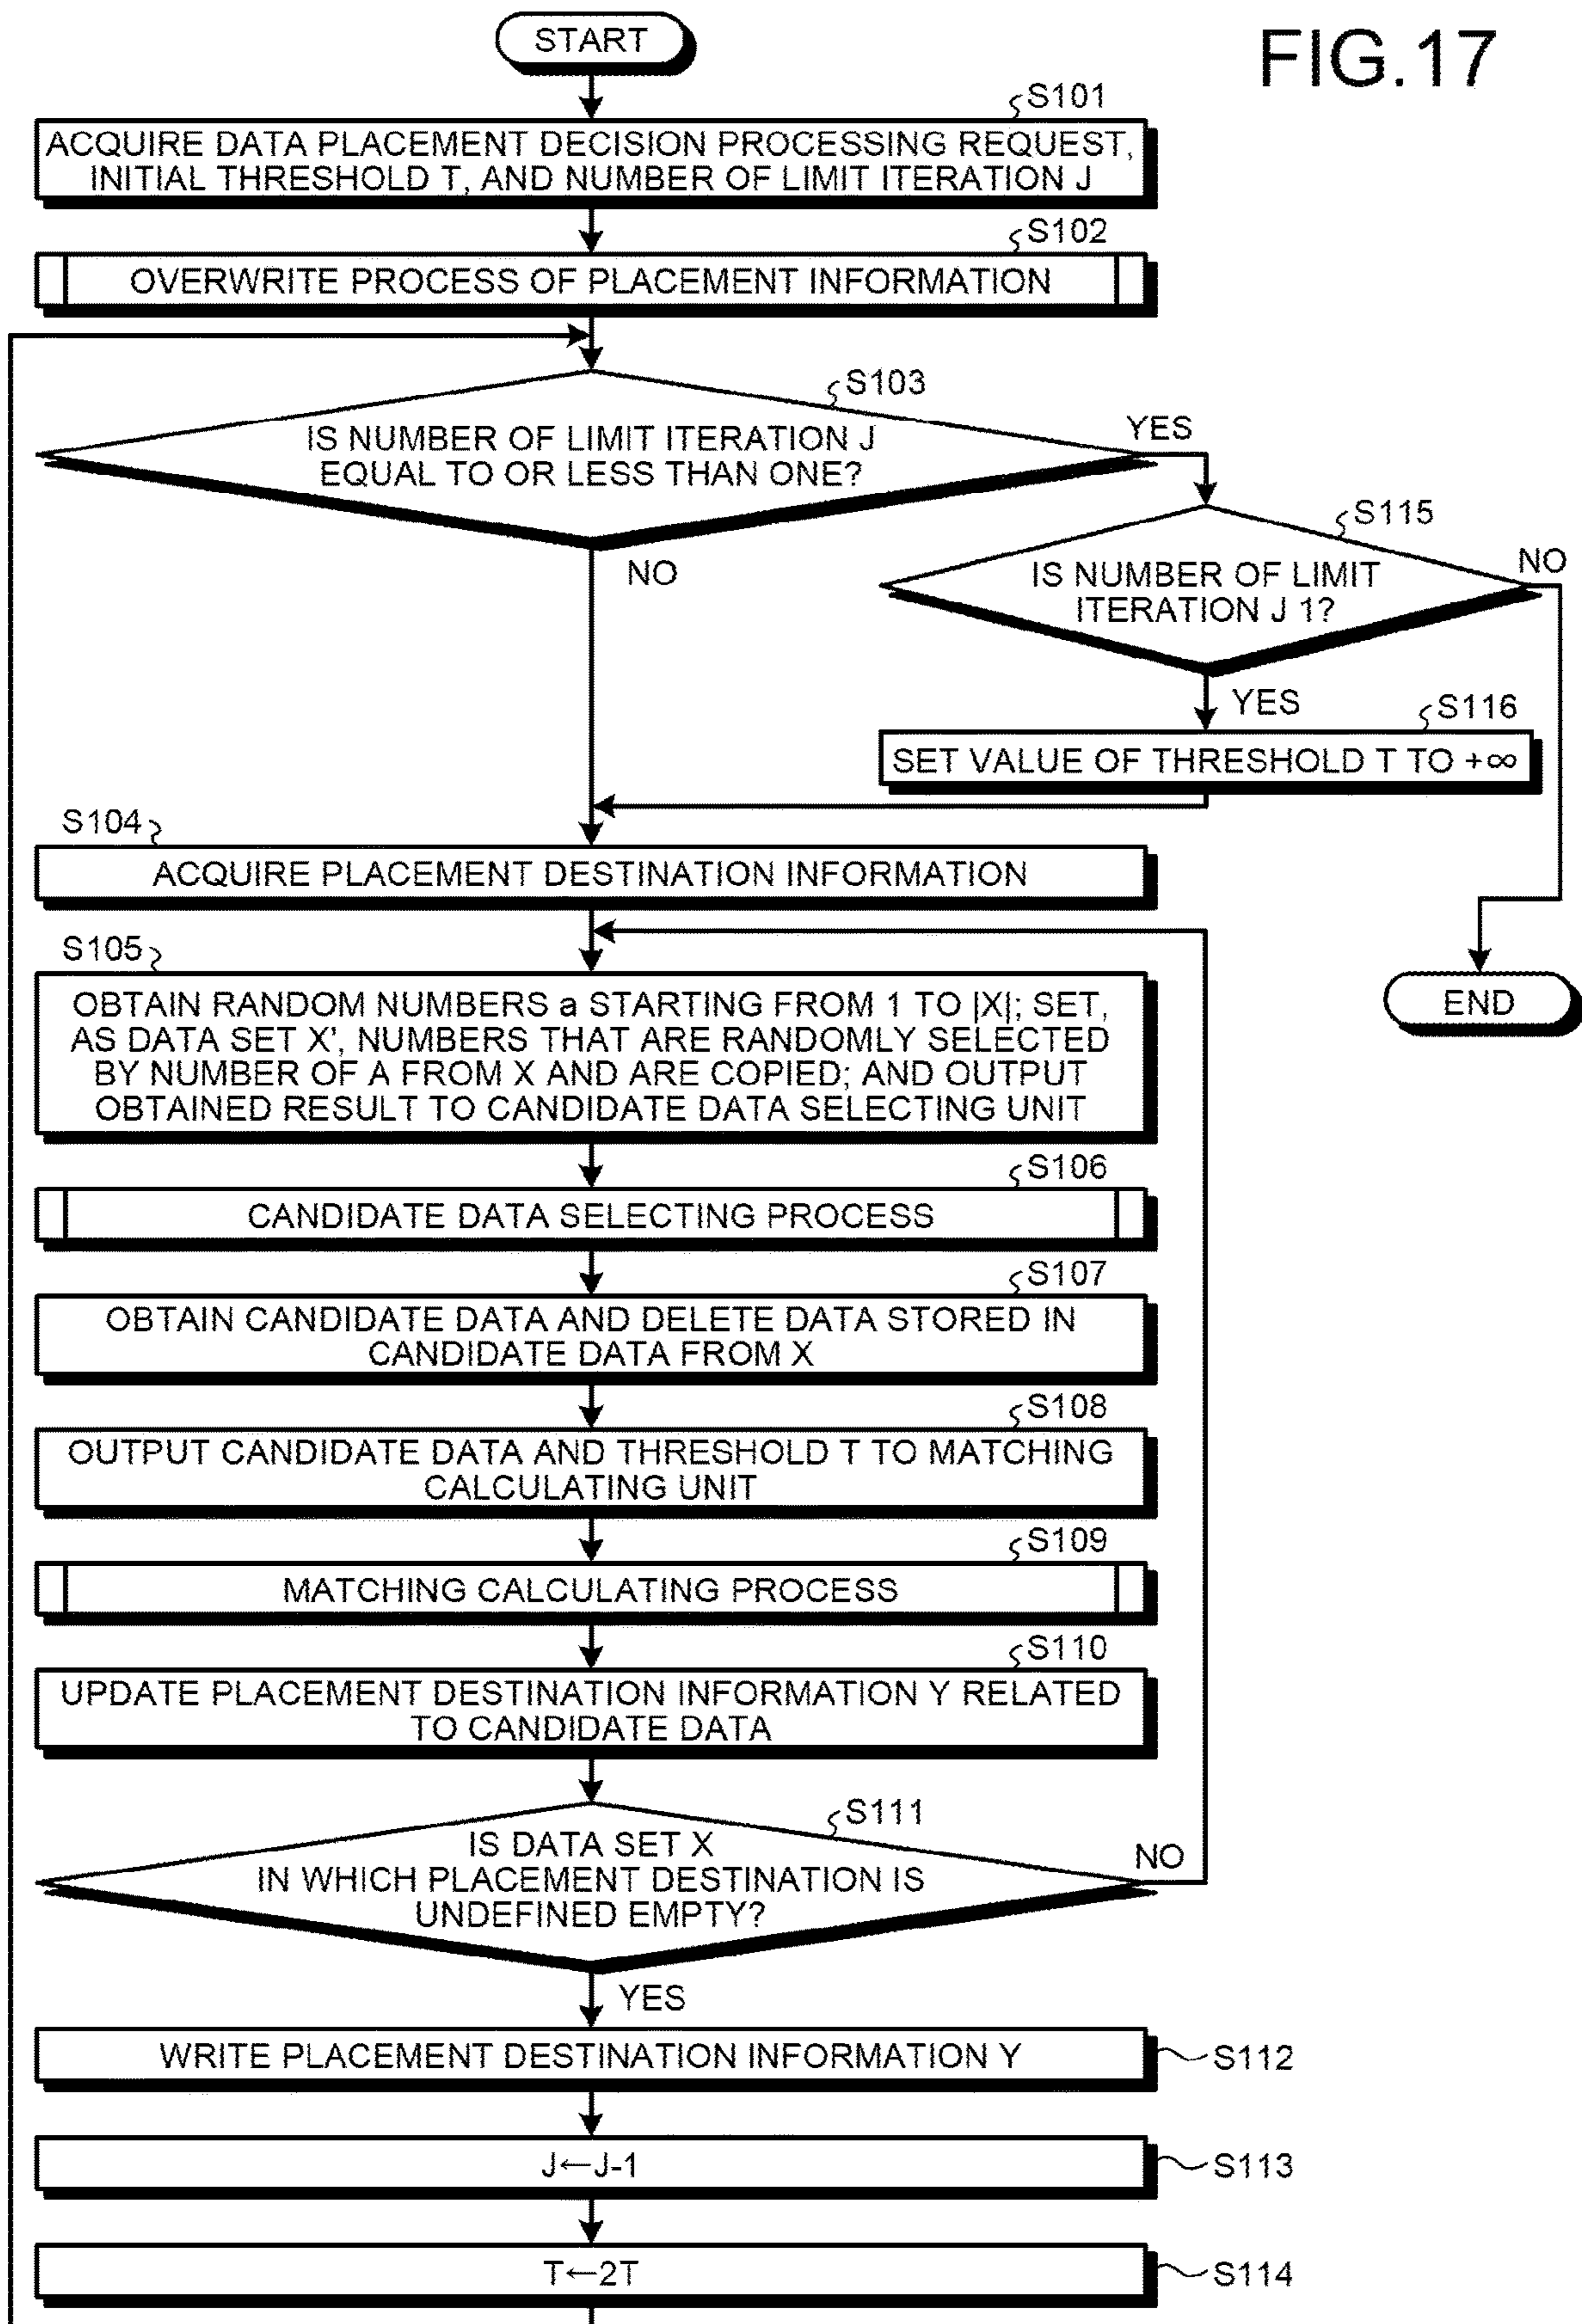 FIG.17
START
S101
ACQUIRE DATA PLACEMENT DECISION PROCESSING REQUEST,
INITIAL THRESHOLD T, AND NUMBER OF LIMIT ITERATION J
S102
OVERWRITE PROCESS OF PLACEMENT INFORMATION
S103
IS NUMBER OF LIMIT ITERATION J
EQUAL TO OR LESS THAN ONE?
YES
NO
S115
IS NUMBER OF LIMIT
ITERATION J 1?
NO
YES
S116
SET VALUE OF THRESHOLD T TO +∞
S104
ACQUIRE PLACEMENT DESTINATION INFORMATION
S105
OBTAIN RANDOM NUMBERS a STARTING FROM 1 TO |X|; SET,
AS DATA SET X', NUMBERS THAT ARE RANDOMLY SELECTED
BY NUMBER OF A FROM X AND ARE COPIED; AND OUTPUT
OBTAINED RESULT TO CANDIDATE DATA SELECTING UNIT
END
S106
CANDIDATE DATA SELECTING PROCESS
S107
OBTAIN CANDIDATE DATA AND DELETE DATA STORED IN
CANDIDATE DATA FROM X
S108
OUTPUT CANDIDATE DATA AND THRESHOLD T TO MATCHING
CALCULATING UNIT
S109
MATCHING CALCULATING PROCESS
S110
UPDATE PLACEMENT DESTINATION INFORMATION Y RELATED
TO CANDIDATE DATA
S111
IS DATA SET X
IN WHICH PLACEMENT DESTINATION IS
UNDEFINED EMPTY?
NO
YES
WRITE PLACEMENT DESTINATION INFORMATION Y
S112
J←J-1
S113
T←2T
S114